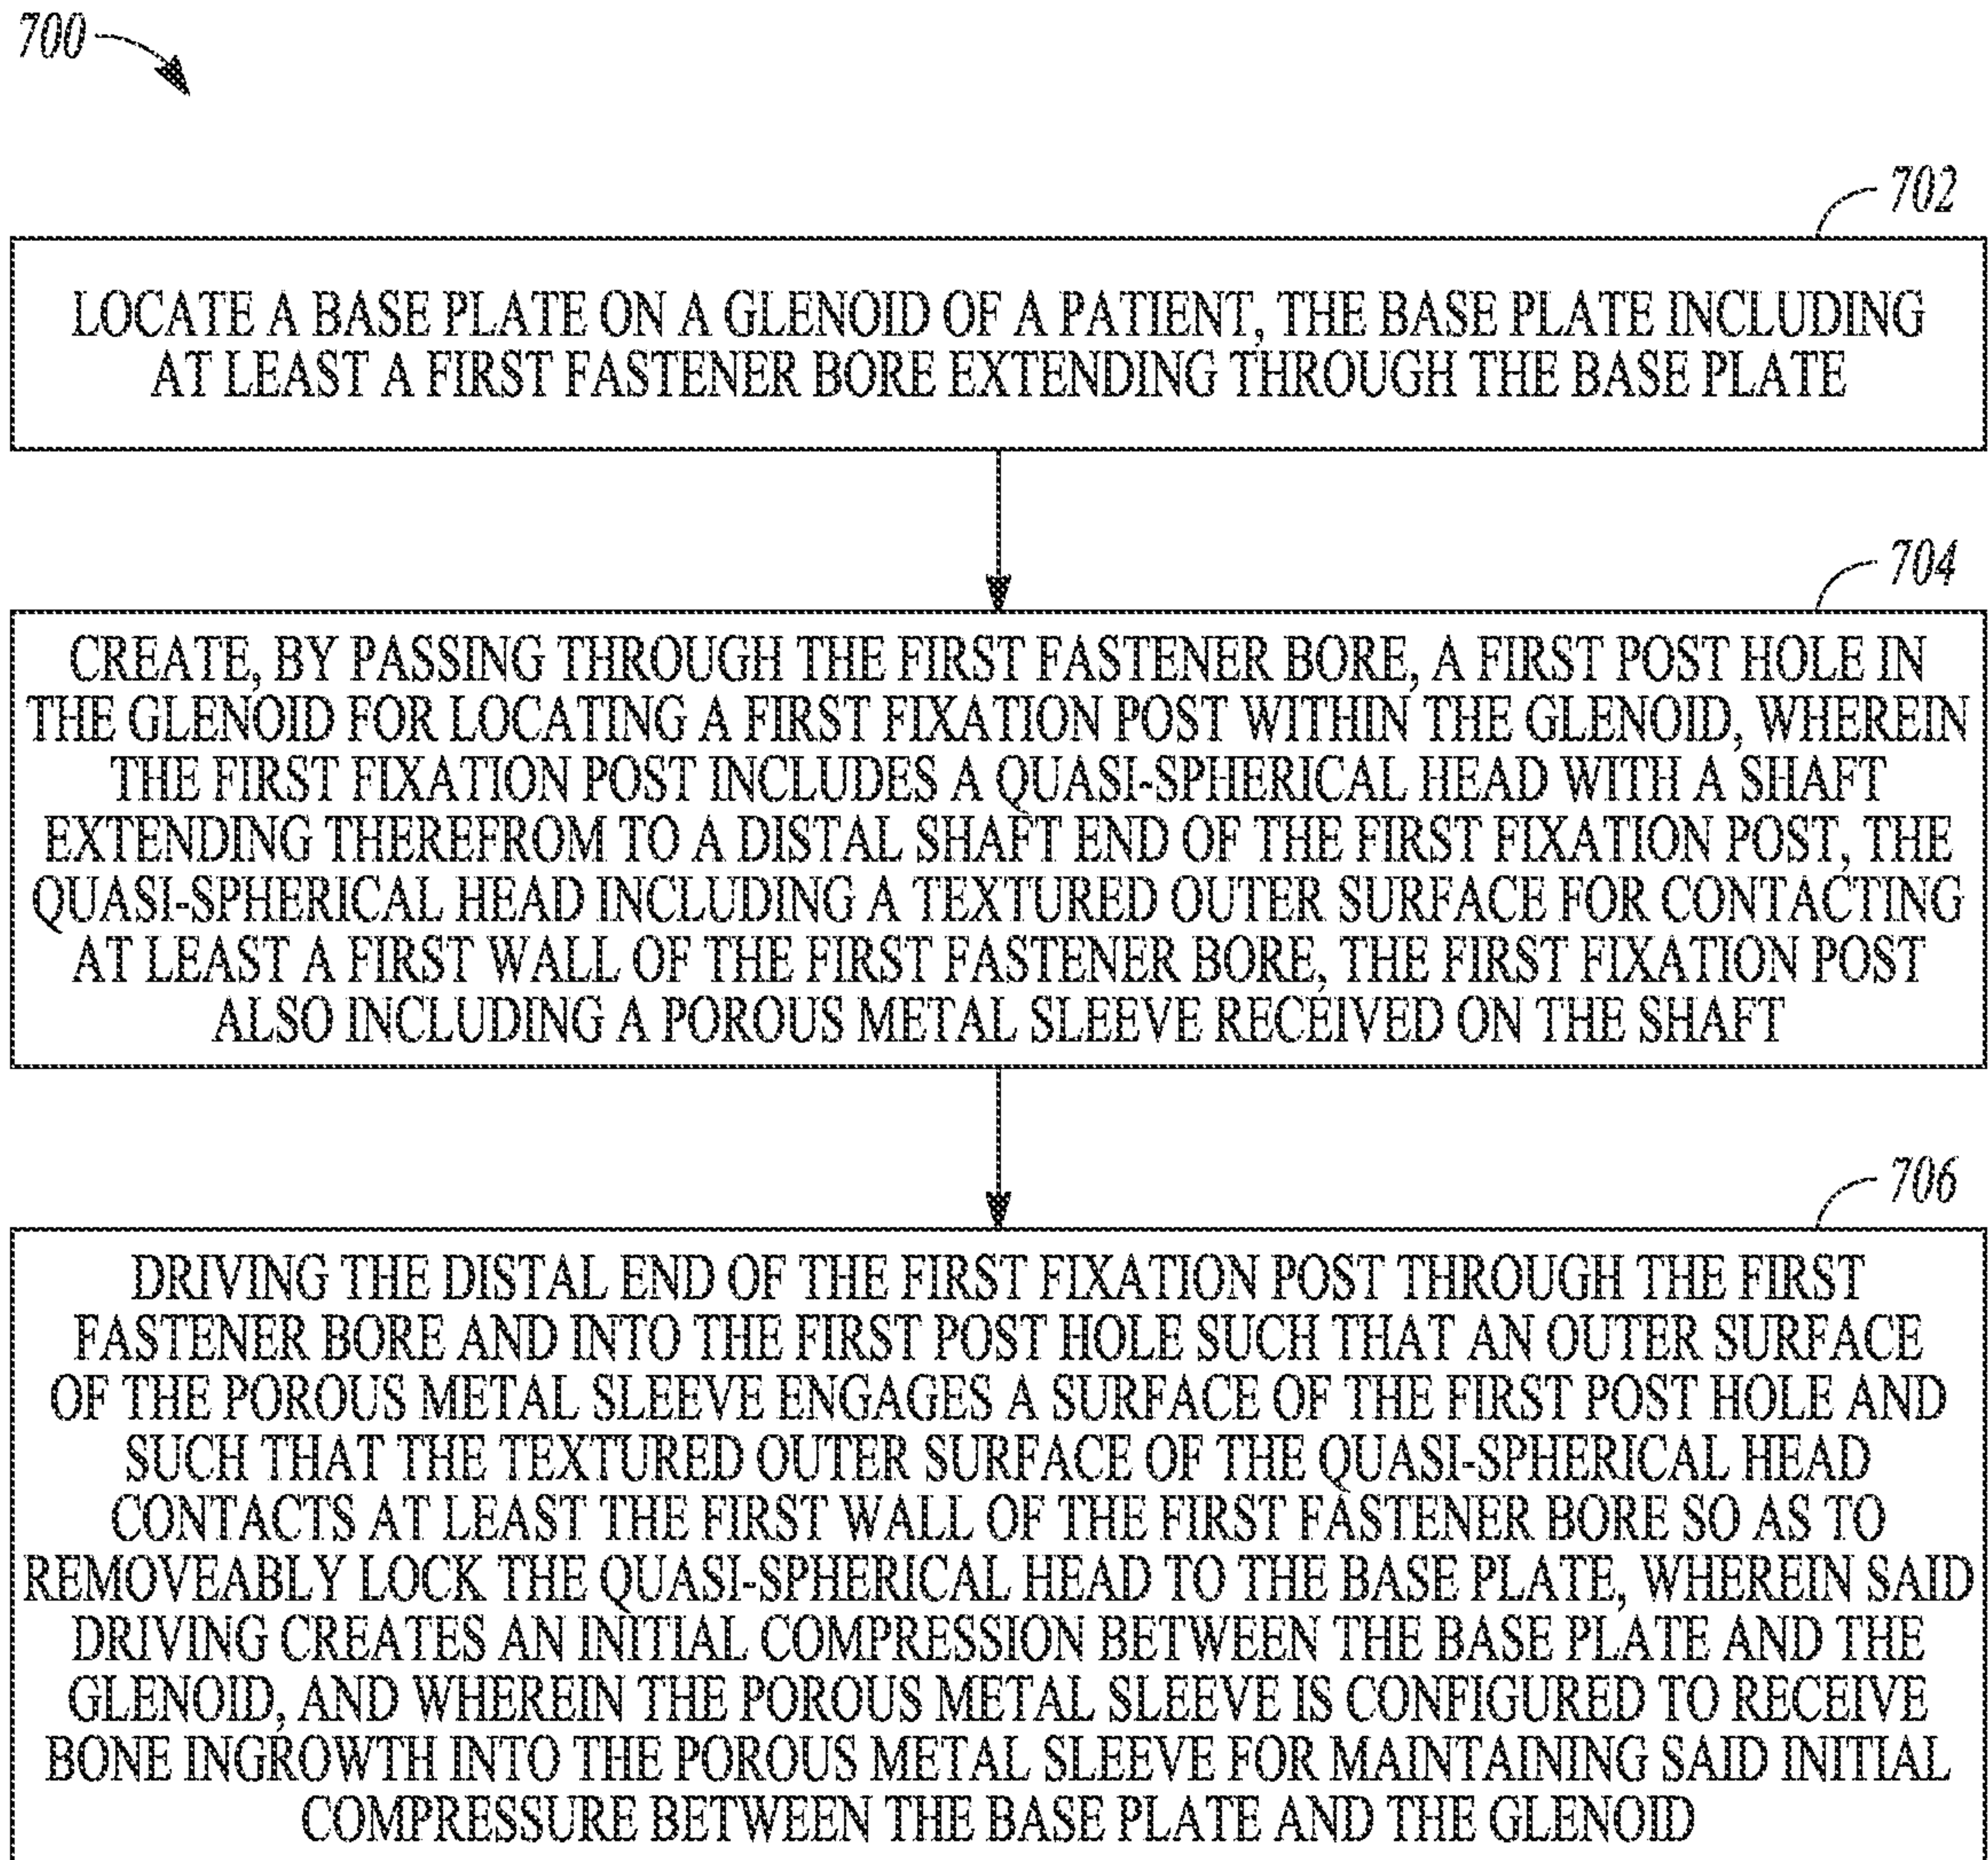 700
702
LOCATE A BASE PLATE ON A GLENOID OF A PATIENT, THE BASE PLATE INCLUDING
AT LEAST A FIRST FASTENER BORE EXTENDING THROUGH THE BASE PLATE
704
CREATE, BY PASSING THROUGH THE FIRST FASTENER BORE, A FIRST POST HOLE IN
THE GLENOID FOR LOCATING A FIRST FIXATION POST WITHIN THE GLENOID, WHEREIN
THE FIRST FIXATION POST INCLUDES A QUASI-SPHERICAL HEAD WITH A SHAFT
EXTENDING THEREFROM TO A DISTAL SHAFT END OF THE FIRST FIXATION POST, THE
QUASI-SPHERICAL HEAD INCLUDING A TEXTURED OUTER SURFACE FOR CONTACTING
AT LEAST A FIRST WALL OF THE FIRST FASTENER BORE, THE FIRST FIXATION POST
ALSO INCLUDING A POROUS METAL SLEEVE RECEIVED ON THE SHAFT
706
DRIVING THE DISTAL END OF THE FIRST FIXATION POST THROUGH THE FIRST
FASTENER BORE AND INTO THE FIRST POST HOLE SUCH THAT AN OUTER SURFACE
OF THE POROUS METAL SLEEVE ENGAGES A SURFACE OF THE FIRST POST HOLE AND
SUCH THAT THE TEXTURED OUTER SURFACE OF THE QUASI-SPHERICAL HEAD
CONTACTS AT LEAST THE FIRST WALL OF THE FIRST FASTENER BORE SO AS TO
REMOVEABLY LOCK THE QUASI-SPHERICAL HEAD TO THE BASE PLATE, WHEREIN SAID
DRIVING CREATES AN INITIAL COMPRESSION BETWEEN THE BASE PLATE AND THE
GLENOID, AND WHEREIN THE POROUS METAL SLEEVE IS CONFIGURED TO RECEIVE
BONE INGROWTH INTO THE POROUS METAL SLEEVE FOR MAINTAINING SAID INITIAL
COMPRESSURE BETWEEN THE BASE PLATE AND THE GLENOID